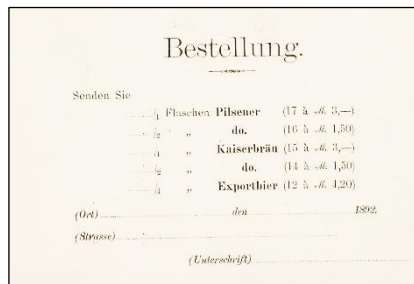 Bestellung.
Senden Sie
1/1 Flaschen Pilsener (17 à M. 3,—)
1/2 „ do. (16 à M. 1,50)
1/1 „ Kaiserbräu (15 à M. 3,—)
1/2 „ do. (14 à M. 1,50)
1/1 „ Exportbier (12 à M. 4,20)
(Ort) den 1892.
(Strasse)
(Unterschrift)